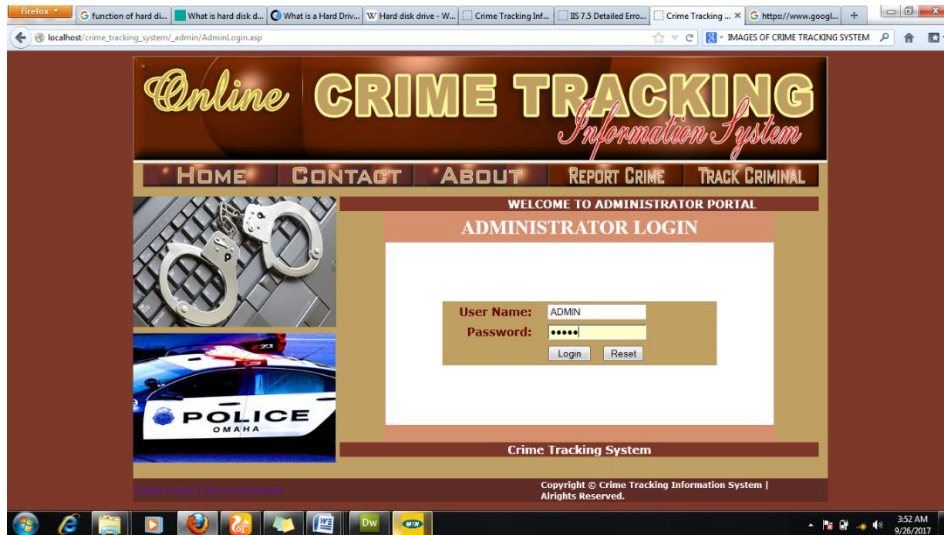 firefox
function of hard di...
What is hard disk d...
What is a Hard Driv...
W Hard disk drive - W...
Crime Tracking Inf...
IIS 7.5 Detailed Erro...
Crime Tracking ...
https://www.googl...
localhost/crime_tracking_system/_admin/AdminLogin.asp
IMAGES OF CRIME TRACKING SYSTEM
Online CRIME TRACKING
Information System
HOME CONTACT ABOUT REPORT CRIME TRACK CRIMINAL
WELCOME TO ADMINISTRATOR PORTAL
ADMINISTRATOR LOGIN
User Name: ADMIN
Password: •••••
Login Reset
POLICE
OMAHA
Crime Tracking System
Copyright © Crime Tracking Information System |
Alrights Reserved.
Dw
MTN
3:52 AM
9/26/2017